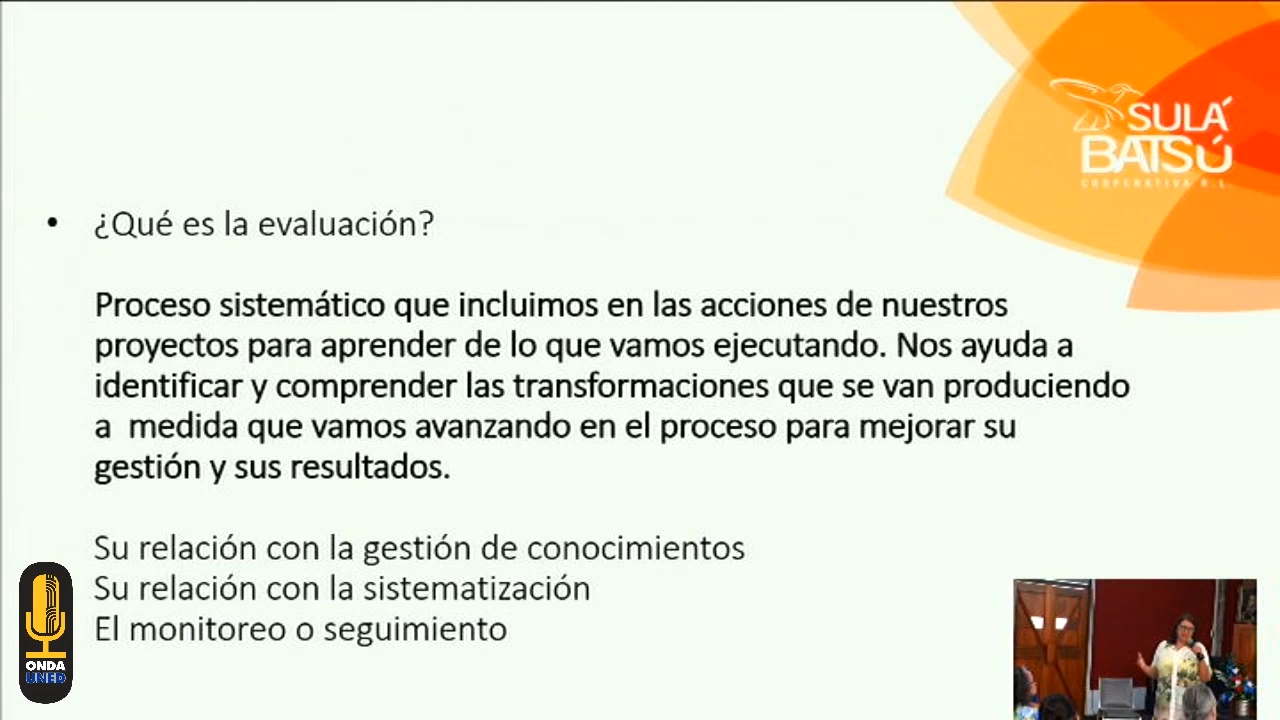 SULÁ
BATSÚ
COOPERATIVA R.L.
• ¿Qué es la evaluación?
Proceso sistemático que incluimos en las acciones de nuestros
proyectos para aprender de lo que vamos ejecutando. Nos ayuda a
identificar y comprender las transformaciones que se van produciendo
a  medida que vamos avanzando en el proceso para mejorar su
gestión y sus resultados.
Su relación con la gestión de conocimientos
Su relación con la sistematización
El monitoreo o seguimiento
ONDA
UNED